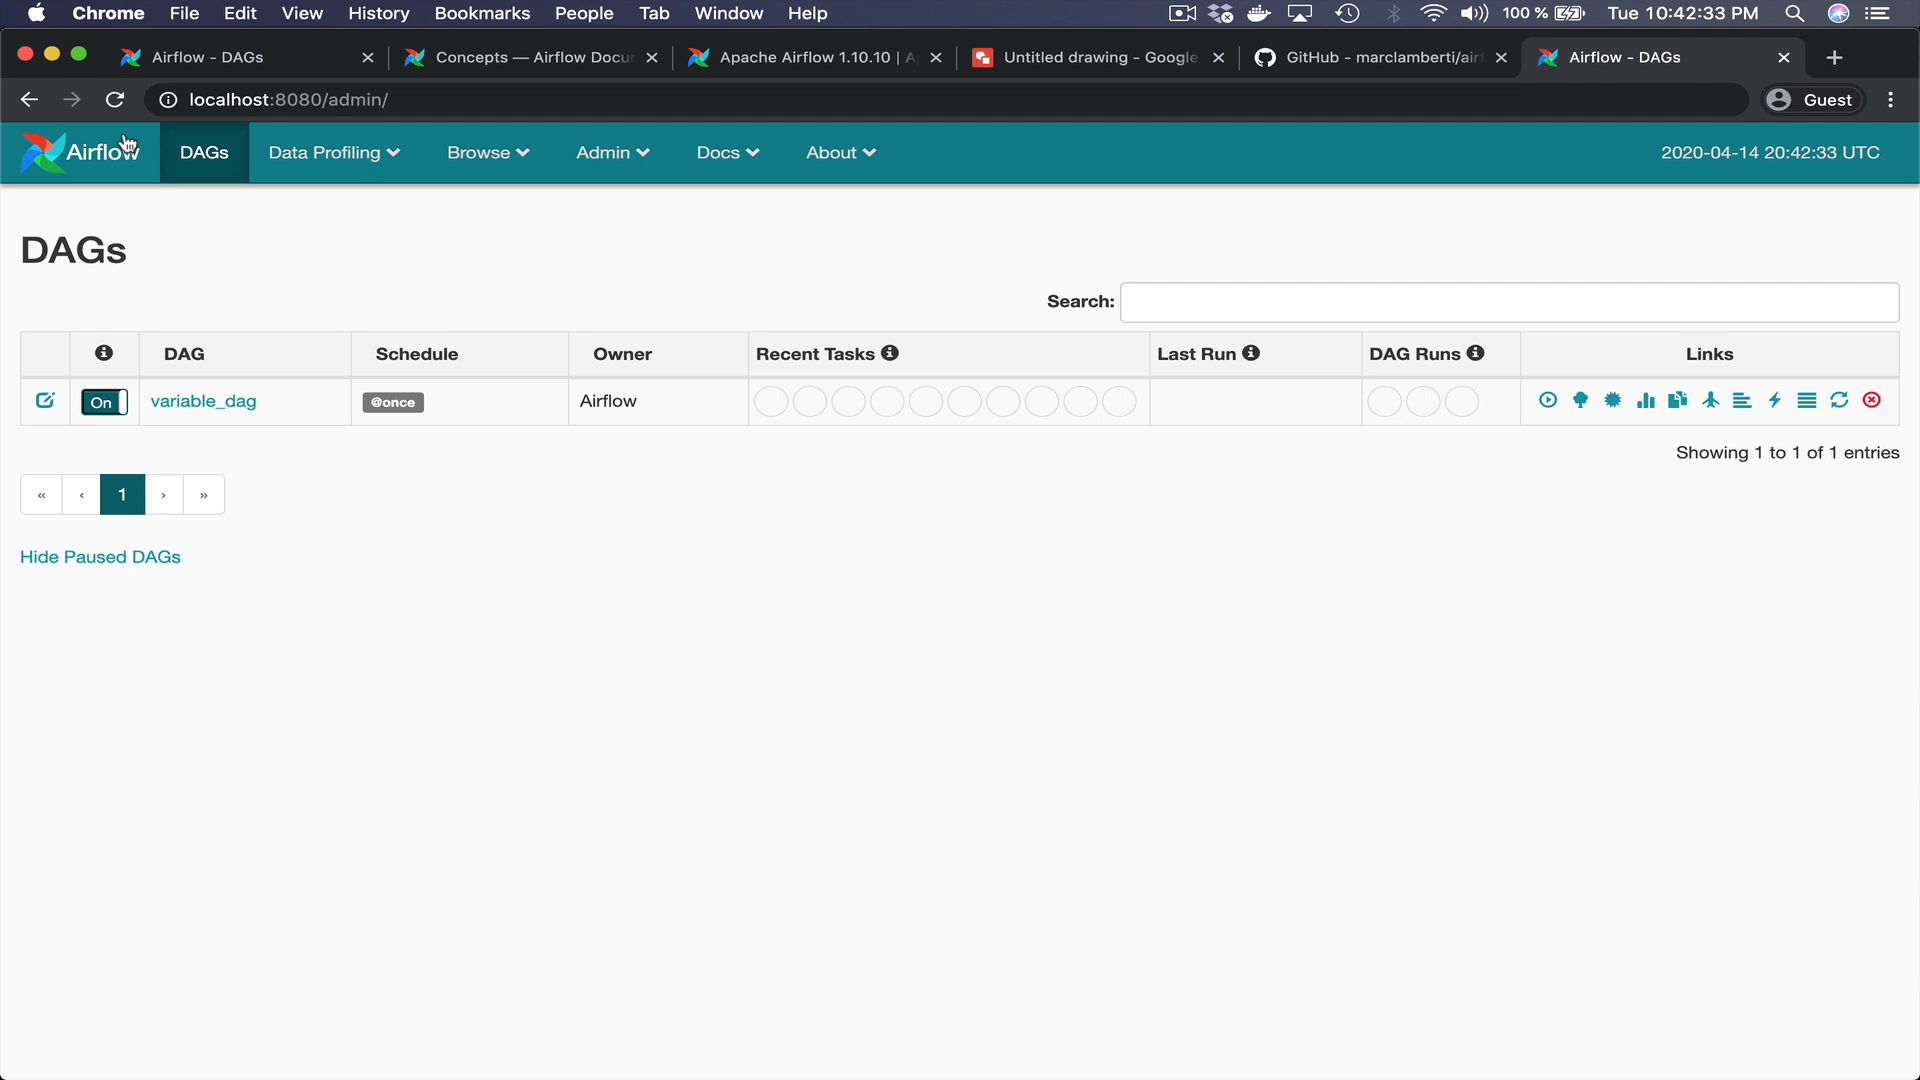 Chrome File Edit View History Bookmarks People Tab Window Help 100 % Tue 10:42:33 PM
Airflow - DAGs Concepts — Airflow Docu Apache Airflow 1.10.10 | A Untitled drawing - Google GitHub - marclamberti/air Airflow - DAGs
localhost:8080/admin/ Guest
Airflow DAGs Data Profiling Browse Admin Docs About 2020-04-14 20:42:33 UTC
DAGs
Search:
DAG Schedule Owner Recent Tasks Last Run DAG Runs Links
On variable_dag @once Airflow
Showing 1 to 1 of 1 entries
« ‹ 1 › »
Hide Paused DAGs